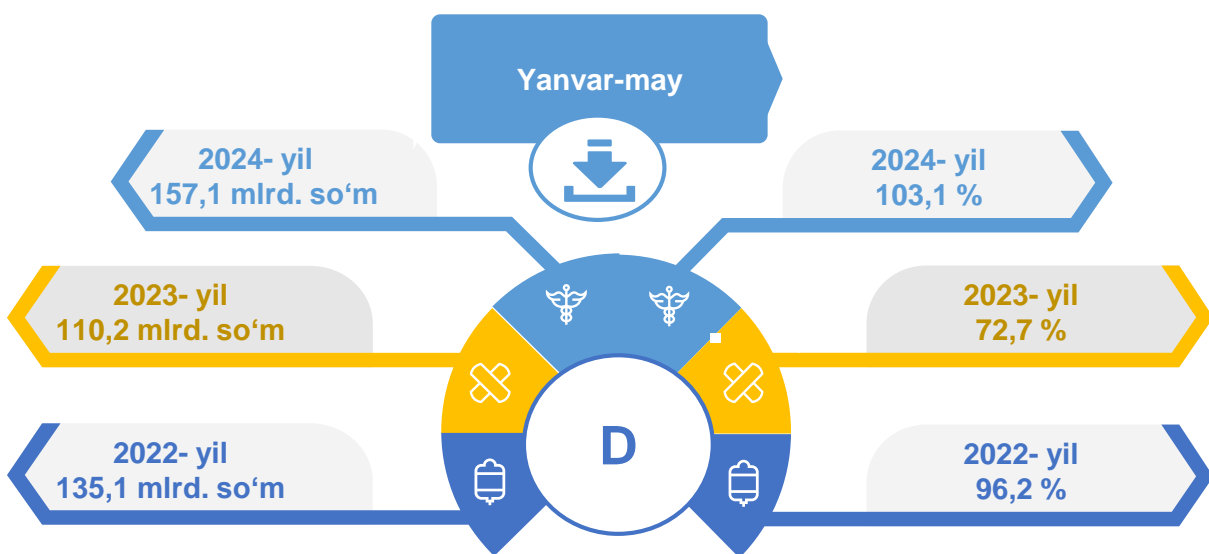 Yanvar-may
2024- yil
157,1 mlrd. so‘m
2024- yil
103,1 %
2023- yil
110,2 mlrd. so‘m
2023- yil
72,7 %
2022- yil
135,1 mlrd. so‘m
2022- yil
96,2 %
D